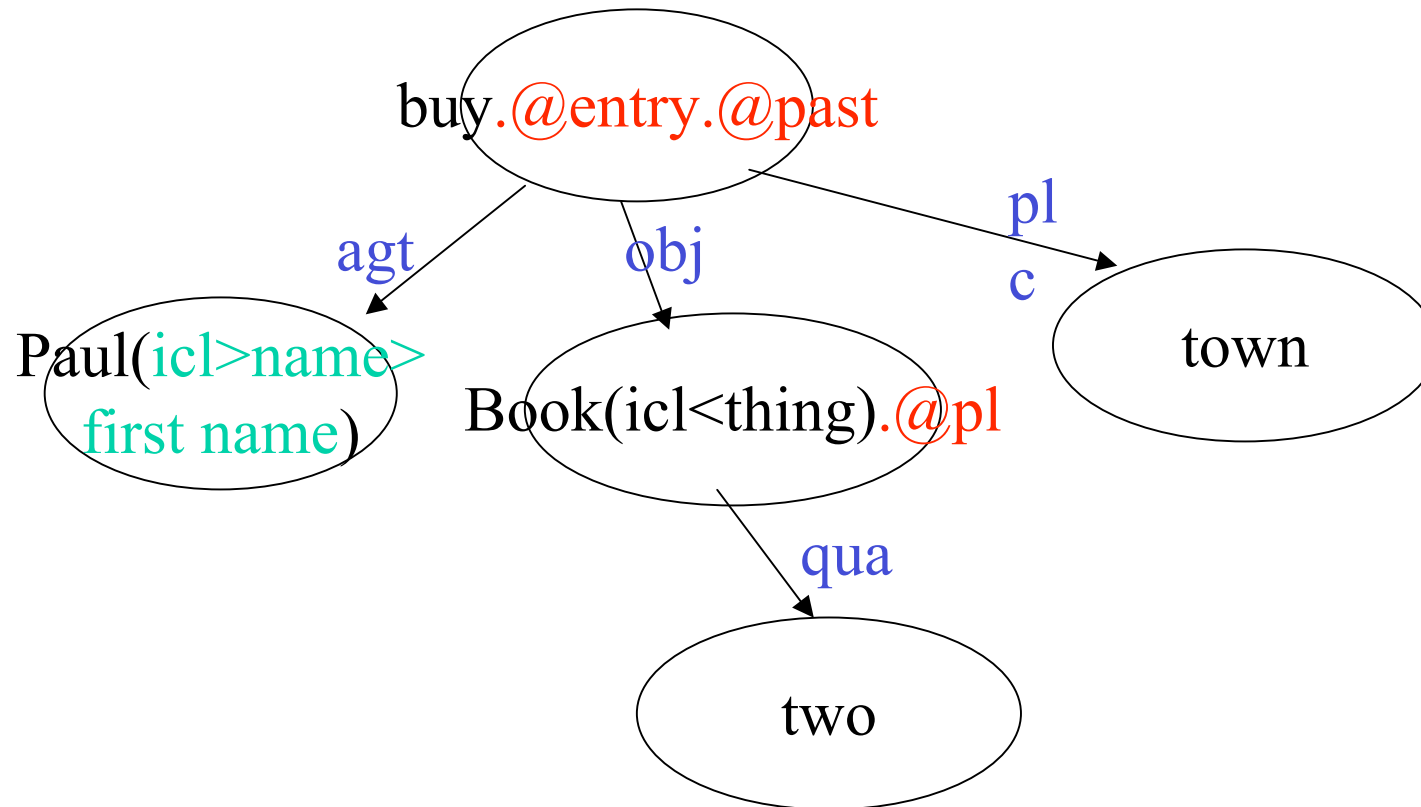 buy.@entry.@past
pl
c
agt
obj
Paul(icl>name>
first name)
Book(icl<thing).@pl
town
qua
two